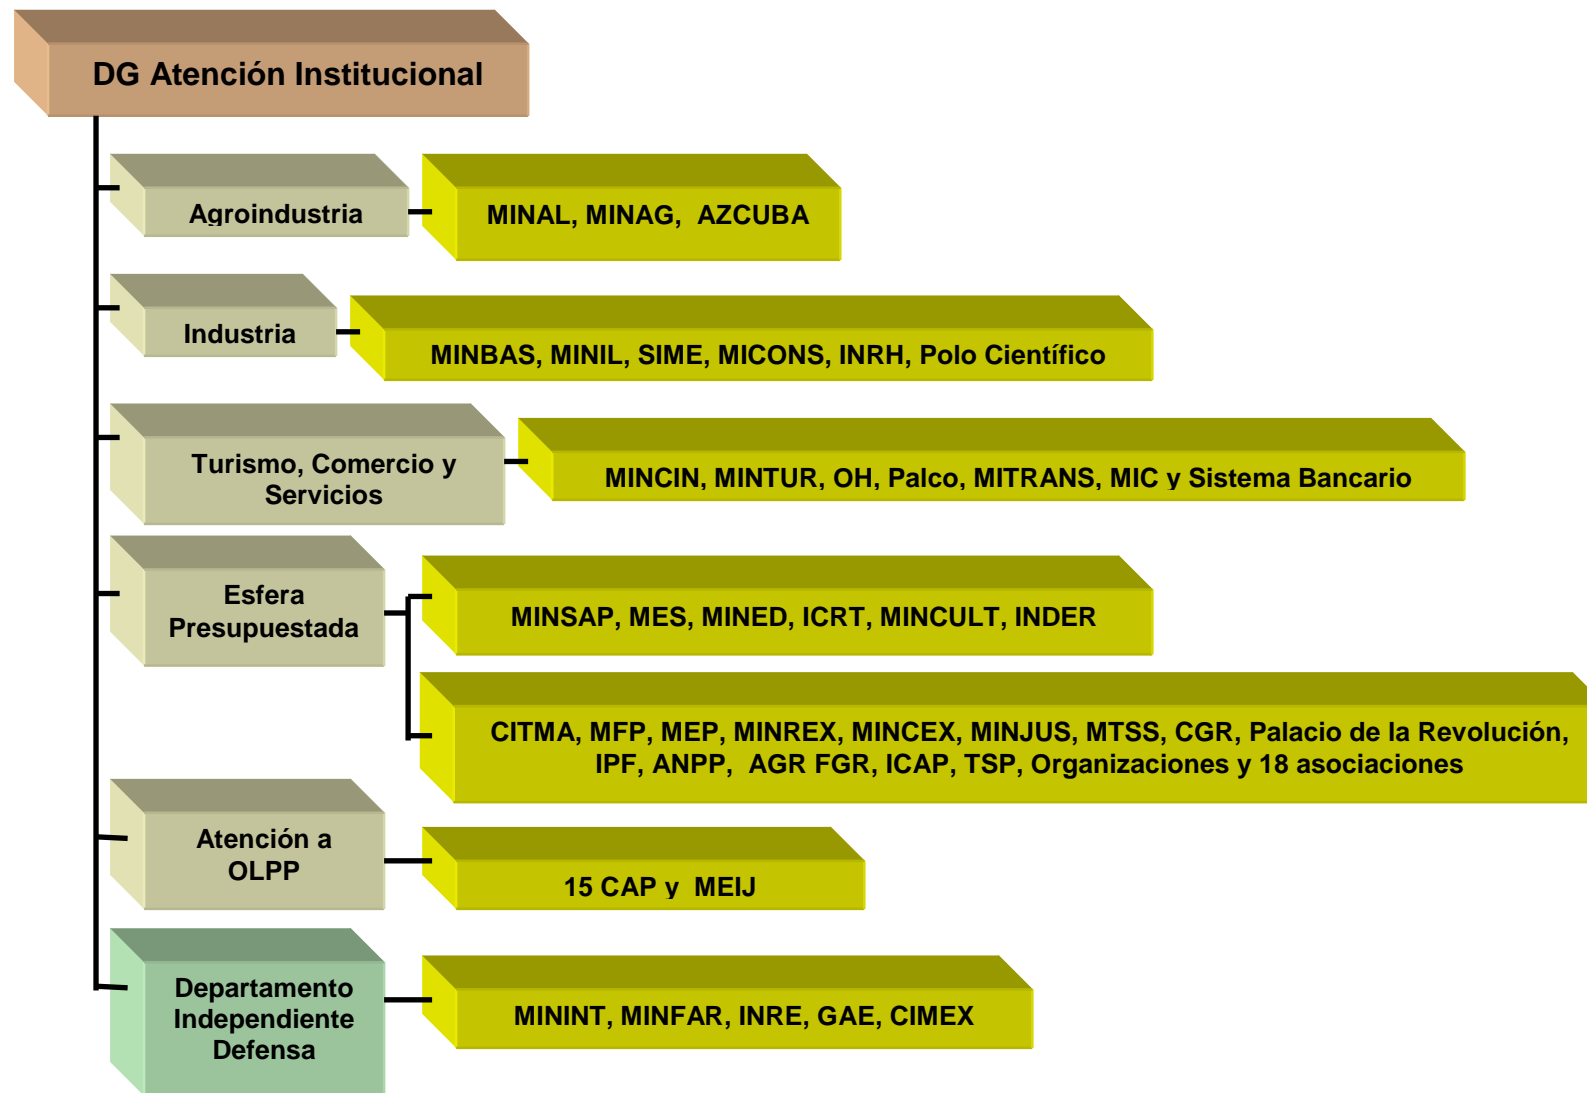 DG Atención Institucional
Agroindustria
MINAL, MINAG, AZCUBA
Industria
MINBAS, MINIL, SIME, MICONS, INRH, Polo Científico
Turismo, Comercio y
Servicios
MINCIN, MINTUR, OH, Palco, MITRANS, MIC y Sistema Bancario
Esfera
Presupuestada
MINSAP, MES, MINED, ICRT, MINCULT, INDER
CITMA, MFP, MEP, MINREX, MINCEX, MINJUS, MTSS, CGR, Palacio de la Revolución,
IPF, ANPP, AGR FGR, ICAP, TSP, Organizaciones y 18 asociaciones
Atención a
OLPP
15 CAP y MEIJ
Departamento
Independiente
Defensa
MININT, MINFAR, INRE, GAE, CIMEX